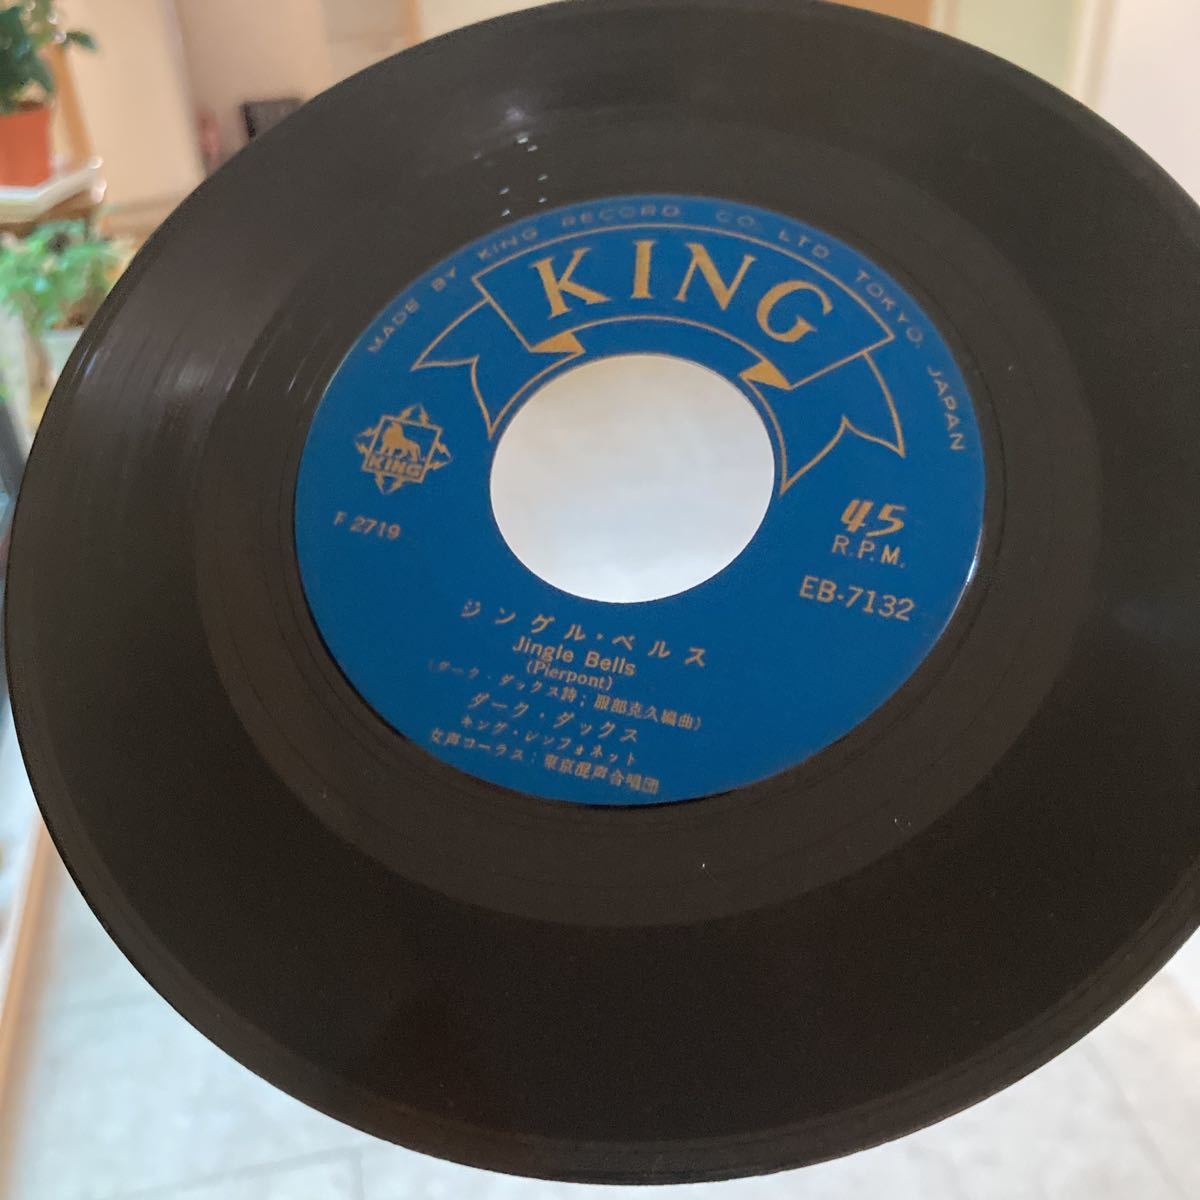 MADE BY KING RECORD CO. LTD. TOKYO, JAPAN
KING
KING
F 2719
45
R.P.M.
EB-7132
ジングル・ベルス
Jingle Bells
(Pierpont)
(ダーク・ダックス詩；服部克久編曲)
ダーク・ダックス
キング・レンフォネット
女声コーラス：東京混声合唱団